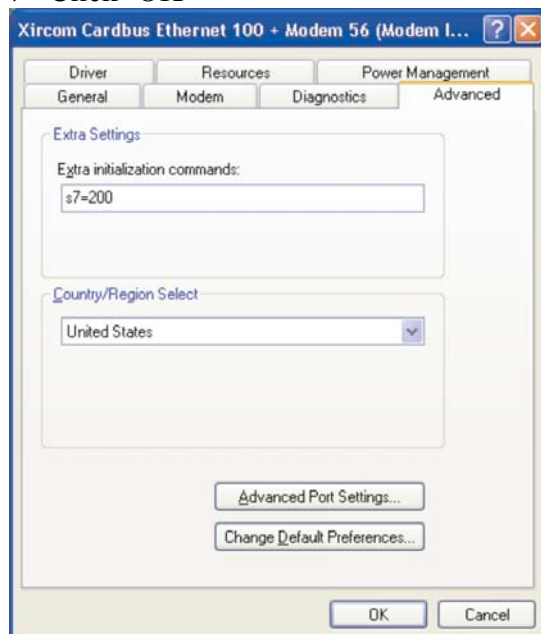 Xircom Cardbus Ethernet 100 + Modem 56 (Modem I...
Driver Resources Power Management
General Modem Diagnostics Advanced
Extra Settings
Extra initialization commands:
s7=200
Country/Region Select
United States
Advanced Port Settings...
Change Default Preferences...
OK Cancel